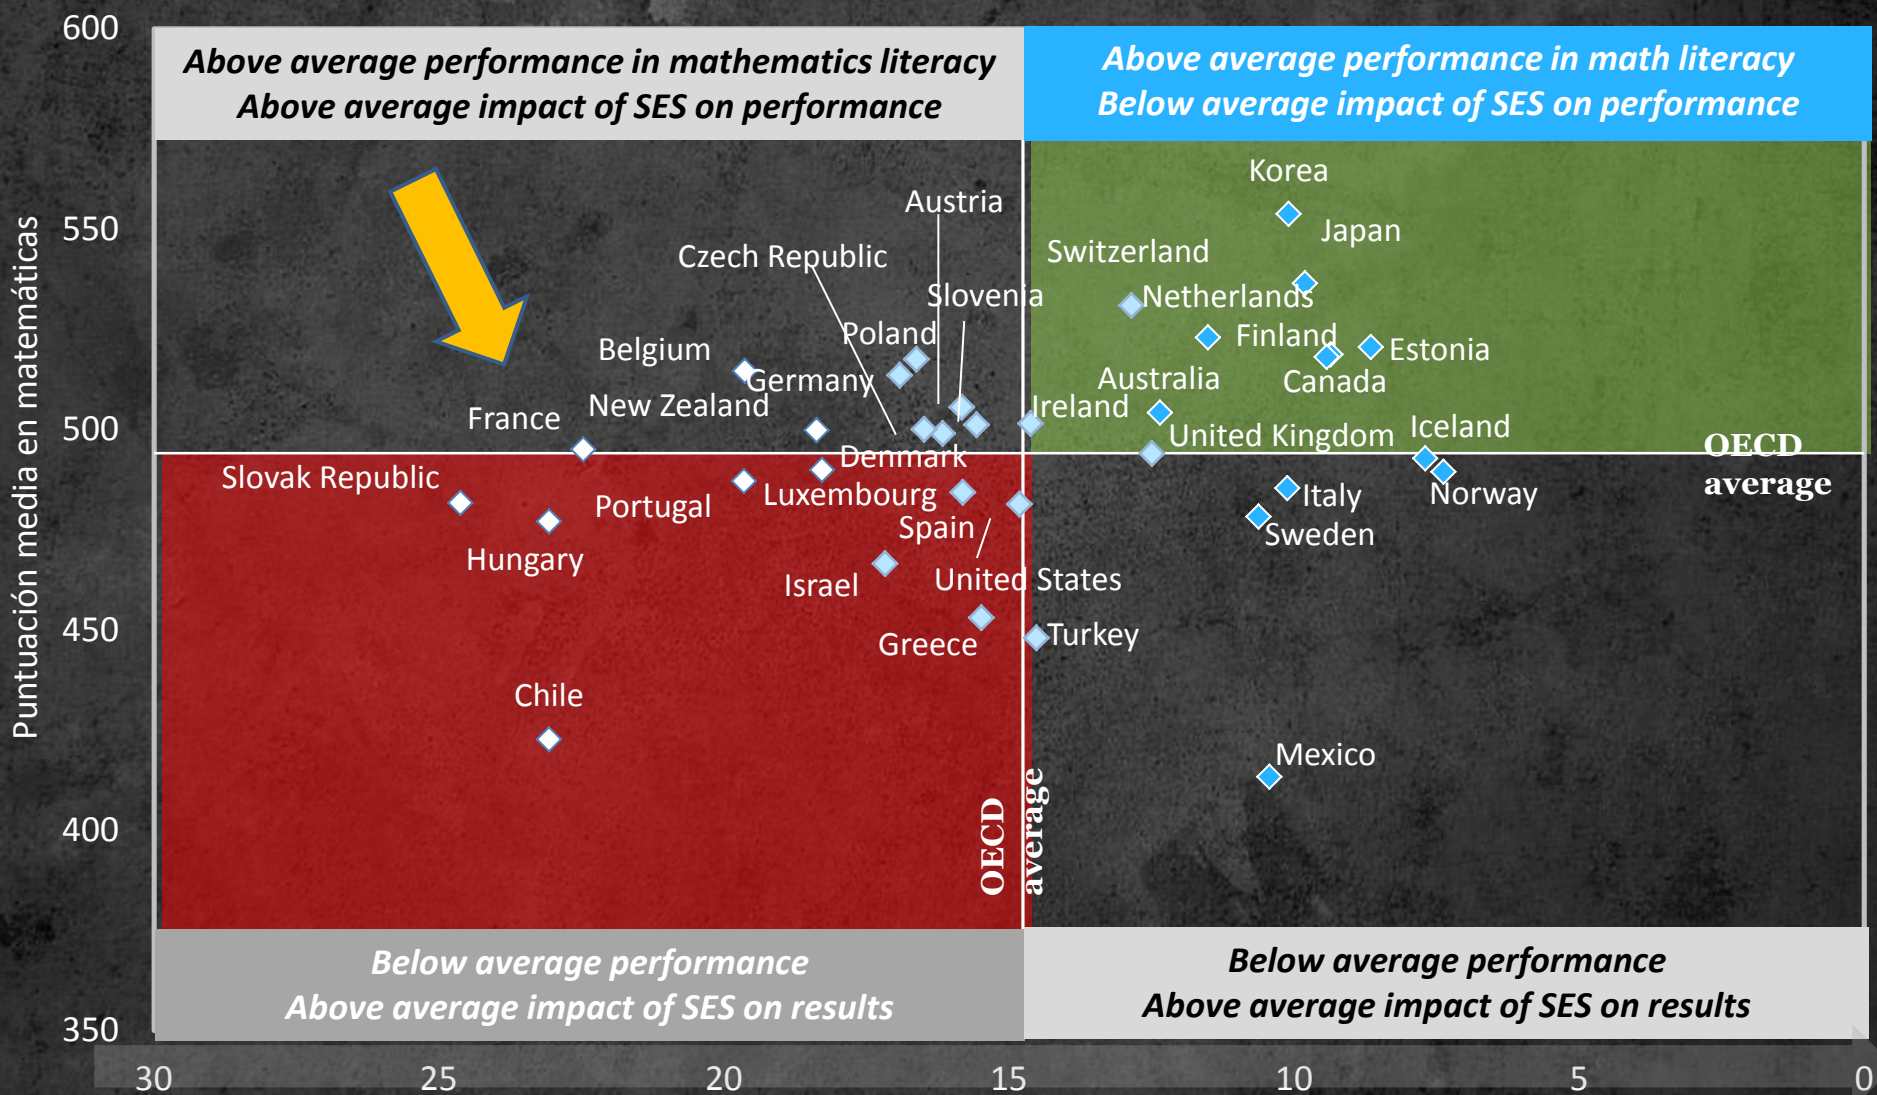 600
Above average performance in mathematics literacy
Above average impact of SES on performance
Above average performance in math literacy
Below average impact of SES on performance
Korea
Austria
550
Japan
Switzerland
Czech Republic
Slovenia
Netherlands
Poland
Finland
Belgium
Estonia
Germany
Australia
Canada
New Zealand
Ireland
France
500
United Kingdom
Iceland
OECD
average
Denmark
Slovak Republic
Luxembourg
Italy
Norway
Portugal
Spain
Sweden
Hungary
Israel
United States
450
Greece
Turkey
Chile
Mexico
400
OECD
average
Puntuación media en matemáticas
Below average performance
Above average impact of SES on results
Below average performance
Above average impact of SES on results
350
30
25
20
15
10
5
0